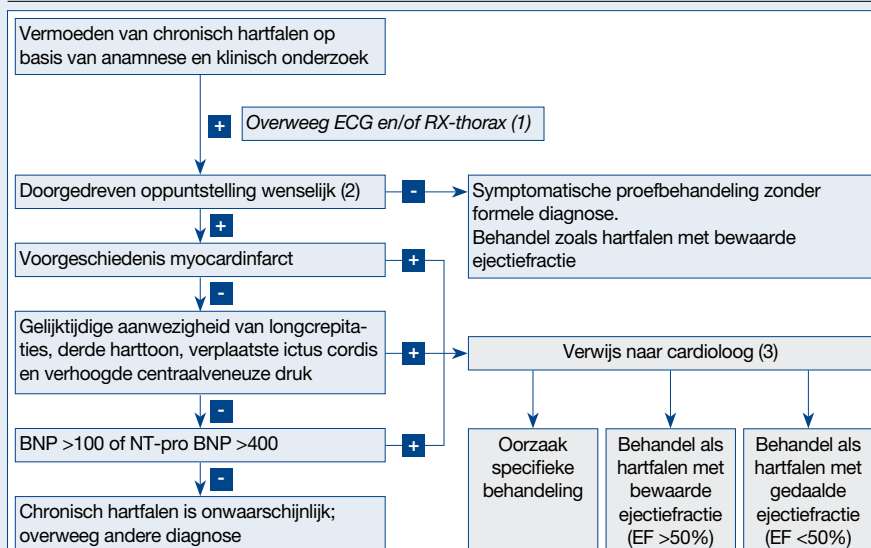 Vermoeden van chronisch hartfalen op
basis van anamnese en klinisch onderzoek
+
Overweeg ECG en/of RX-thorax (1)
Doorgedreven oppuntstelling wenselijk (2)
-
Symptomatische proefbehandeling zonder
formele diagnose.
Behandel zoals hartfalen met bewaarde
ejectiefractie
+
Voorgeschiedenis myocardinfarct
+
-
Gelijktijdige aanwezigheid van longcrepita-
ties, derde harttoon, verplaatste ictus cordis
en verhoogde centraalveneuze druk
+
Verwijs naar cardioloog (3)
-
BNP >100 of NT-pro BNP >400
+
-
Chronisch hartfalen is onwaarschijnlijk;
overweeg andere diagnose
Oorzaak
specifieke
behandeling
Behandel als
hartfalen met
bewaarde
ejectiefractie
(EF >50%)
Behandel als
hartfalen met
gedaalde
ejectiefractie
(EF <50%)